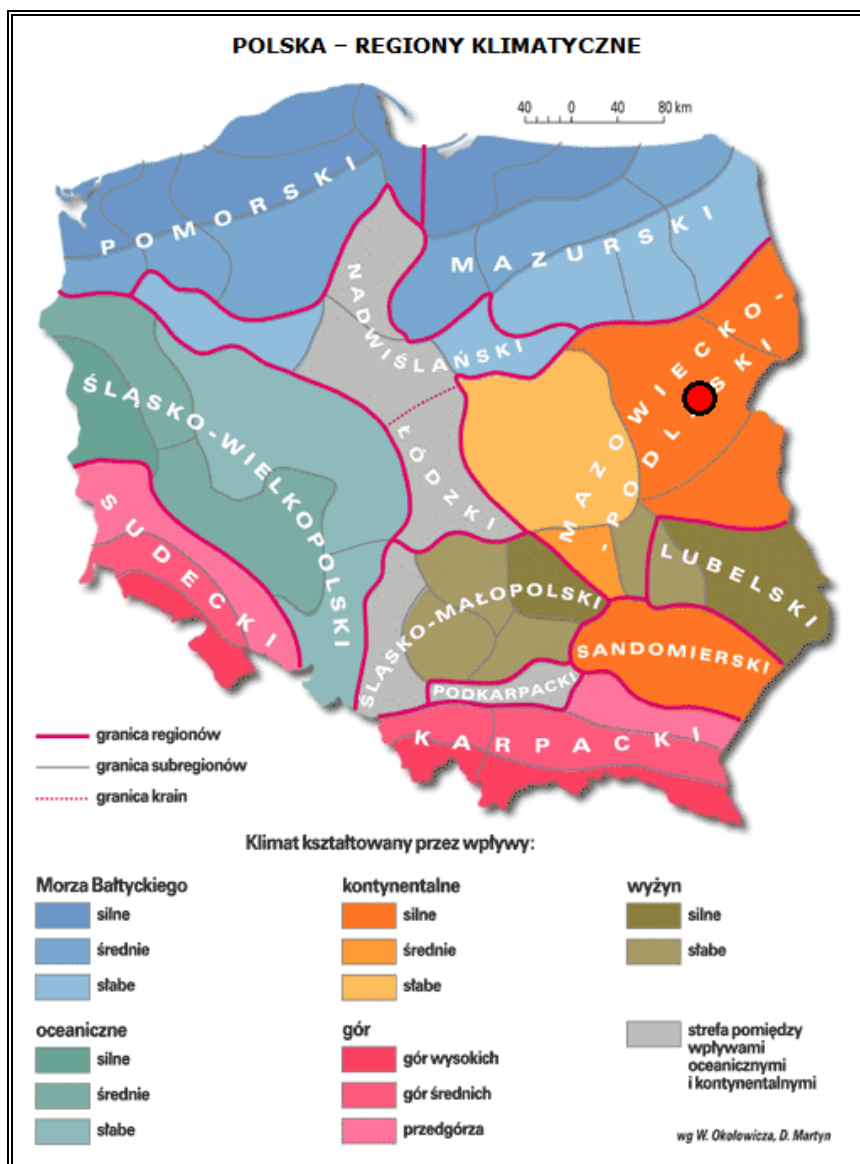 POLSKA – REGIONY KLIMATYCZNE
40 0 40 80 km
POMORSKI
MAZURSKI
NADWIŚLAŃSKI
MAZOWIECKO-
-PODLASKI
ŚLĄSKO-WIELKOPOLSKI
ŁÓDZKI
SUDECKI
LUBELSKI
ŚLĄSKO-MAŁOPOLSKI
SANDOMIERSKI
PODKARPACKI
KARPACKI
granica regionów
granica subregionów
granica krain
Klimat kształtowany przez wpływy:
Morza Bałtyckiego
silne
średnie
słabe
kontynentalne
silne
średnie
słabe
wyżyn
silne
słabe
oceaniczne
silne
średnie
słabe
gór
gór wysokich
gór średnich
przedgórza
strefa pomiędzy
wpływami
oceanicznymi
i kontynentalnymi
wg W. Okołowicza, D. Martyn